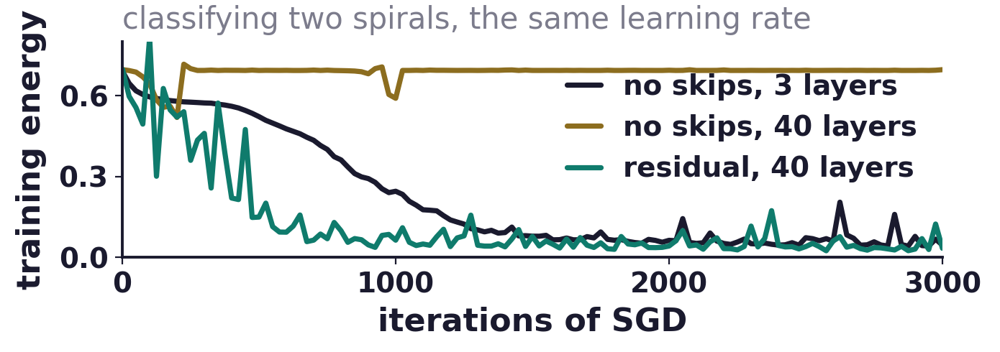 classifying two spirals, the same learning rate
training energy
0.6
0.3
0.0
no skips, 3 layers
no skips, 40 layers
residual, 40 layers
0 1000 2000 3000
iterations of SGD